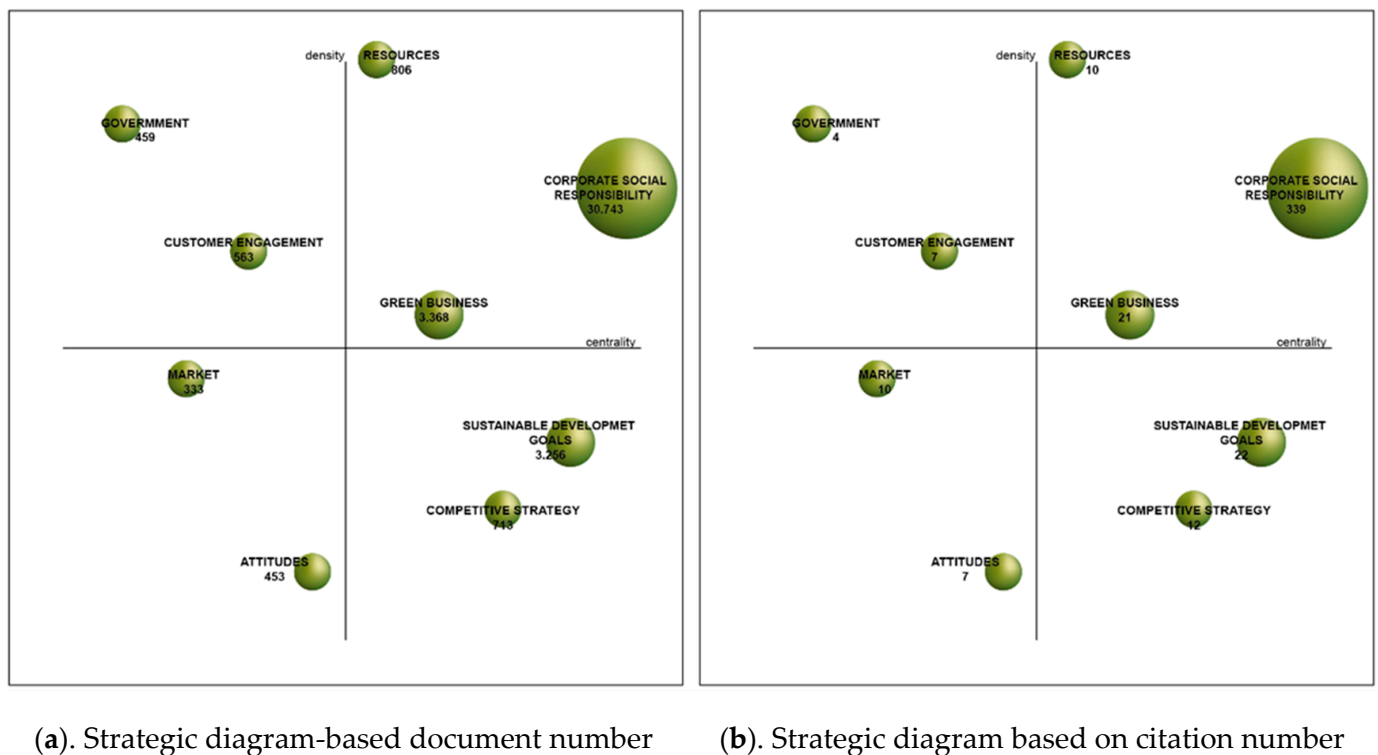 density
RESOURCES
806
GOVERMMENT
459
CORPORATE SOCIAL
RESPONSIBILITY
30.743
CUSTOMER ENGAGEMENT
563
GREEN BUSINESS
3.368
centrality
MARKET
333
SUSTAINABLE DEVELOPMET
GOALS
3.256
COMPETITIVE STRATEGY
713
ATTITUDES
453
(a). Strategic diagram-based document number
density
RESOURCES
10
GOVERMMENT
4
CORPORATE SOCIAL
RESPONSIBILITY
339
CUSTOMER ENGAGEMENT
7
GREEN BUSINESS
21
centrality
MARKET
10
SUSTAINABLE DEVELOPMET
GOALS
22
COMPETITIVE STRATEGY
12
ATTITUDES
7
(b). Strategic diagram based on citation number